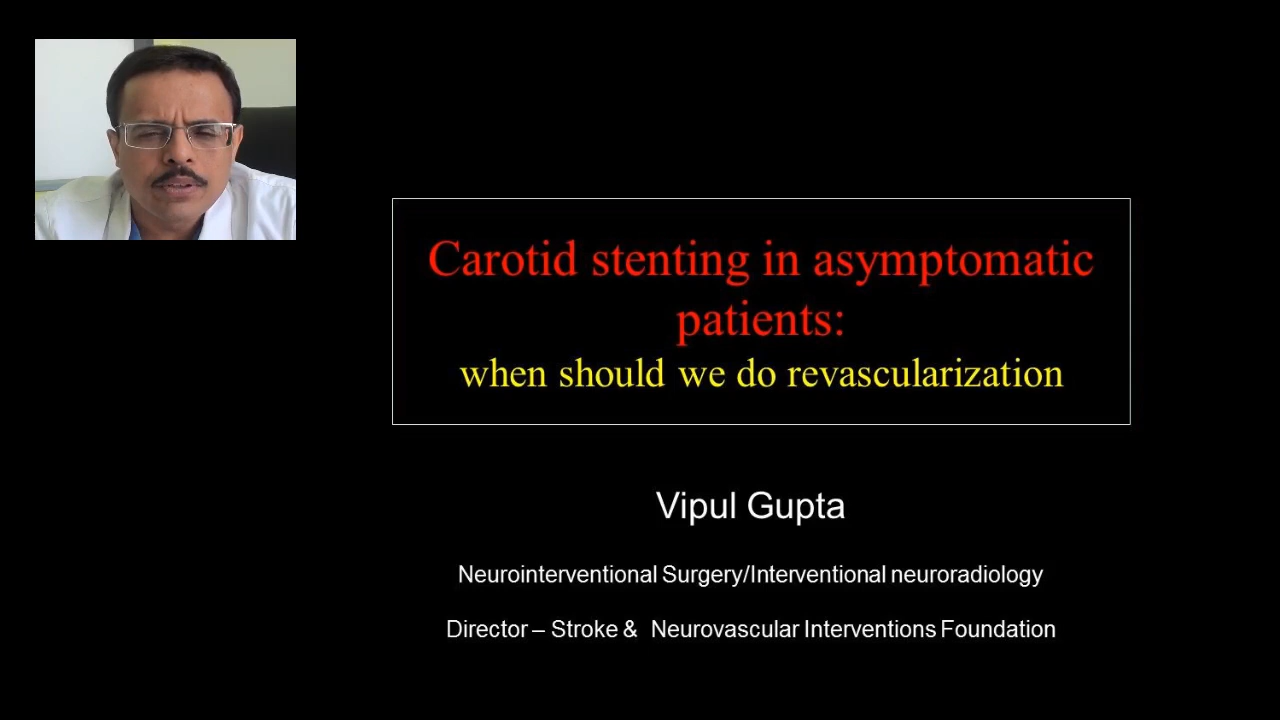 Carotid stenting in asymptomatic
patients:
when should we do revascularization
Vipul Gupta
Neurointerventional Surgery/Interventional neuroradiology
Director – Stroke & Neurovascular Interventions Foundation